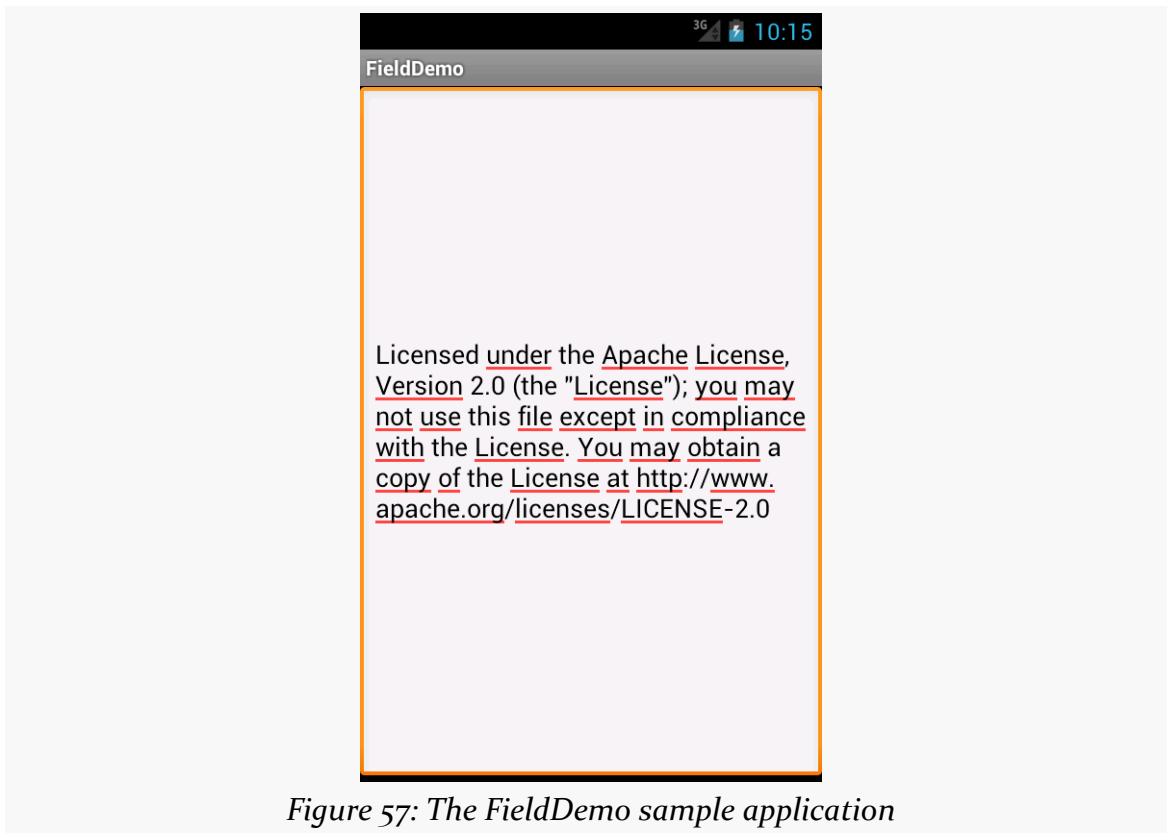 3G 10:15
FieldDemo
Licensed under the Apache License,
Version 2.0 (the "License"); you may
not use this file except in compliance
with the License. You may obtain a
copy of the License at http://www.
apache.org/licenses/LICENSE-2.0
Figure 57: The FieldDemo sample application